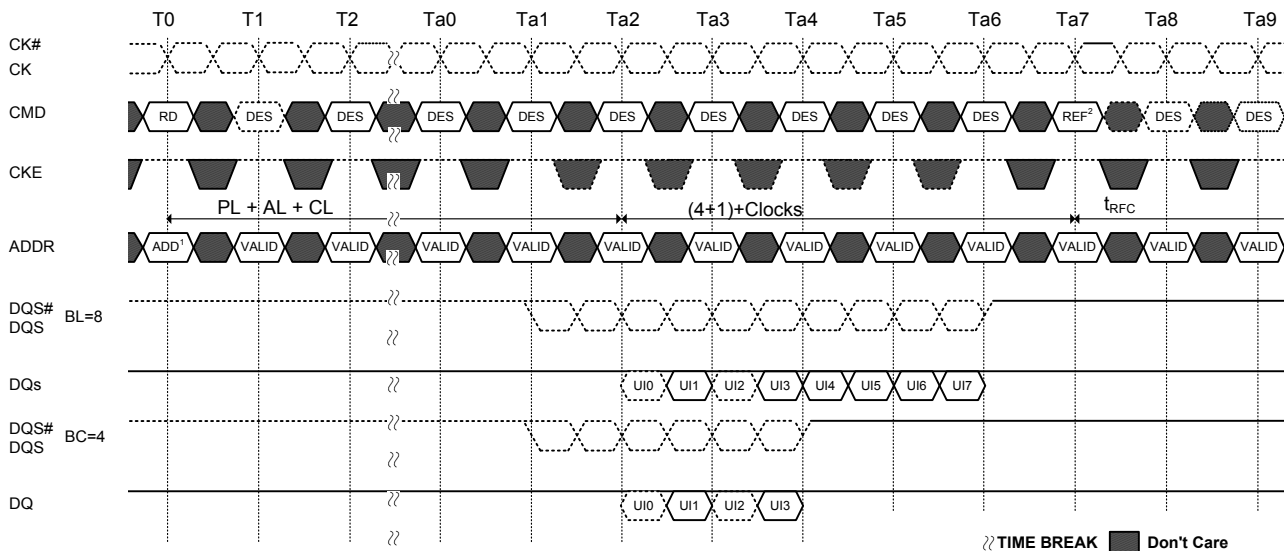 T0 T1 T2 Ta0 Ta1 Ta2 Ta3 Ta4 Ta5 Ta6 Ta7 Ta8 Ta9
CK#
CK
CMD RD DES DES DES DES DES DES DES DES DES REF² DES DES
CKE
PL + AL + CL (4+1)+Clocks tRFC
ADDR ADD¹ VALID VALID VALID VALID VALID VALID VALID VALID VALID VALID VALID VALID
DQS# BL=8
DQS
DQs UI0 UI1 UI2 UI3 UI4 UI5 UI6 UI7
DQS# BC=4
DQS
DQ UI0 UI1 UI2 UI3
TIME BREAK Don't Care